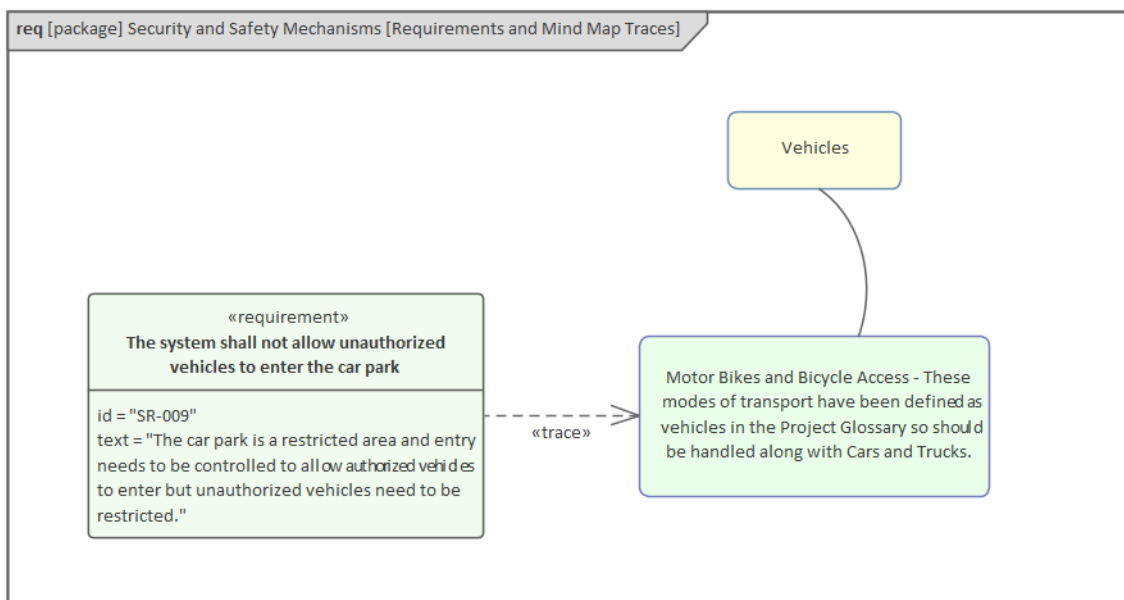 req [package] Security and Safety Mechanisms [Requirements and Mind Map Traces]
Vehicles
«requirement»
The system shall not allow unauthorized
vehicles to enter the car park
id = "SR-009"
text = "The car park is a restricted area and entry
needs to be controlled to allow authorized vehicles
to enter but unauthorized vehicles need to be
restricted."
«trace»
Motor Bikes and Bicycle Access - These
modes of transport have been defined as
vehicles in the Project Glossary so should
be handled along with Cars and Trucks.